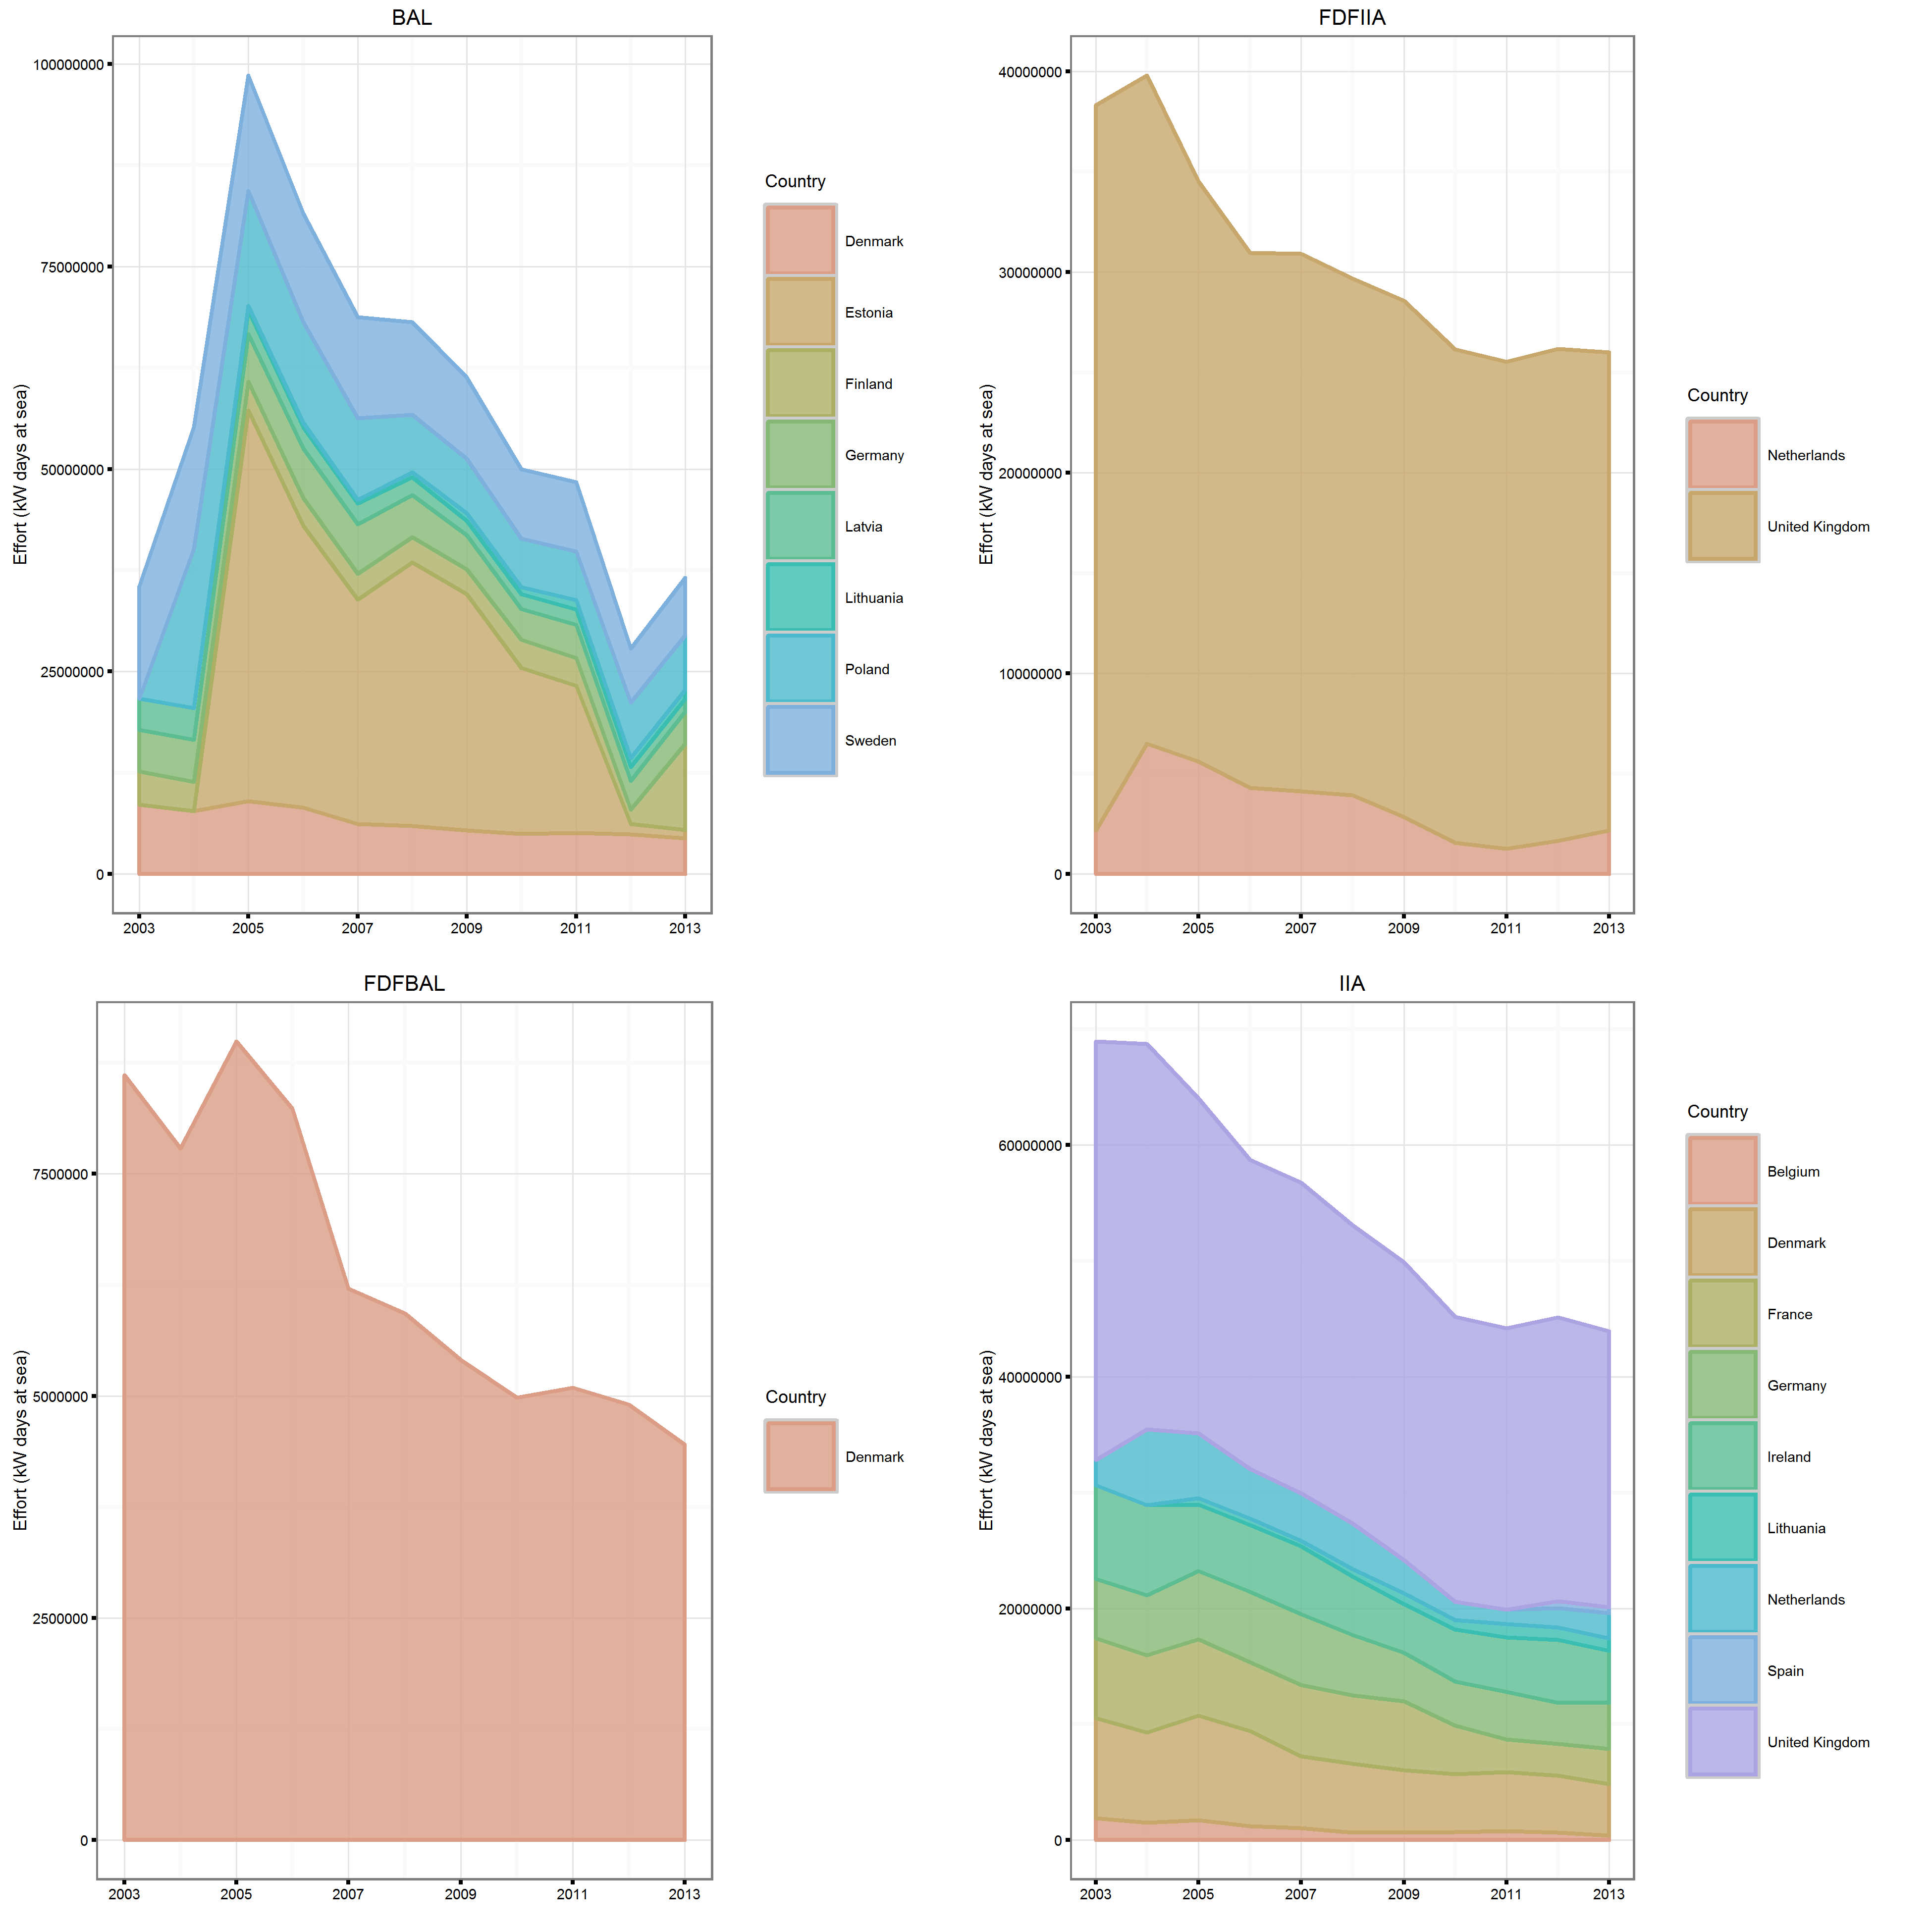 BAL
Effort (kW days at sea)
100000000
75000000
50000000
25000000
0
2003 2005 2007 2009 2011 2013
Country
Denmark
Estonia
Finland
Germany
Latvia
Lithuania
Poland
Sweden
FDFIIA
Effort (kW days at sea)
40000000
30000000
20000000
10000000
0
2003 2005 2007 2009 2011 2013
Country
Netherlands
United Kingdom
FDFBAL
Effort (kW days at sea)
7500000
5000000
2500000
0
2003 2005 2007 2009 2011 2013
Country
Denmark
IIA
Effort (kW days at sea)
60000000
40000000
20000000
0
2003 2005 2007 2009 2011 2013
Country
Belgium
Denmark
France
Germany
Ireland
Lithuania
Netherlands
Spain
United Kingdom